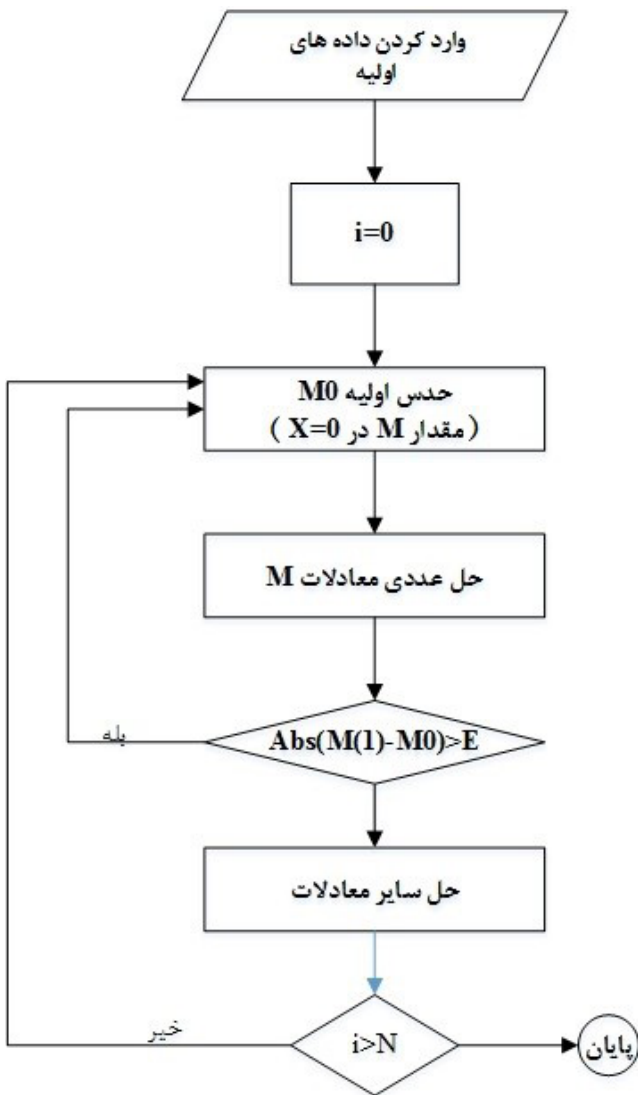 وارد کردن داده های
اولیه
i=0
حدس اولیه M0
( مقدار M در X=0 )
حل عددی معادلات M
Abs(M(1)-M0)>E
بله
حل سایر معادلات
i>N
خیر
پایان